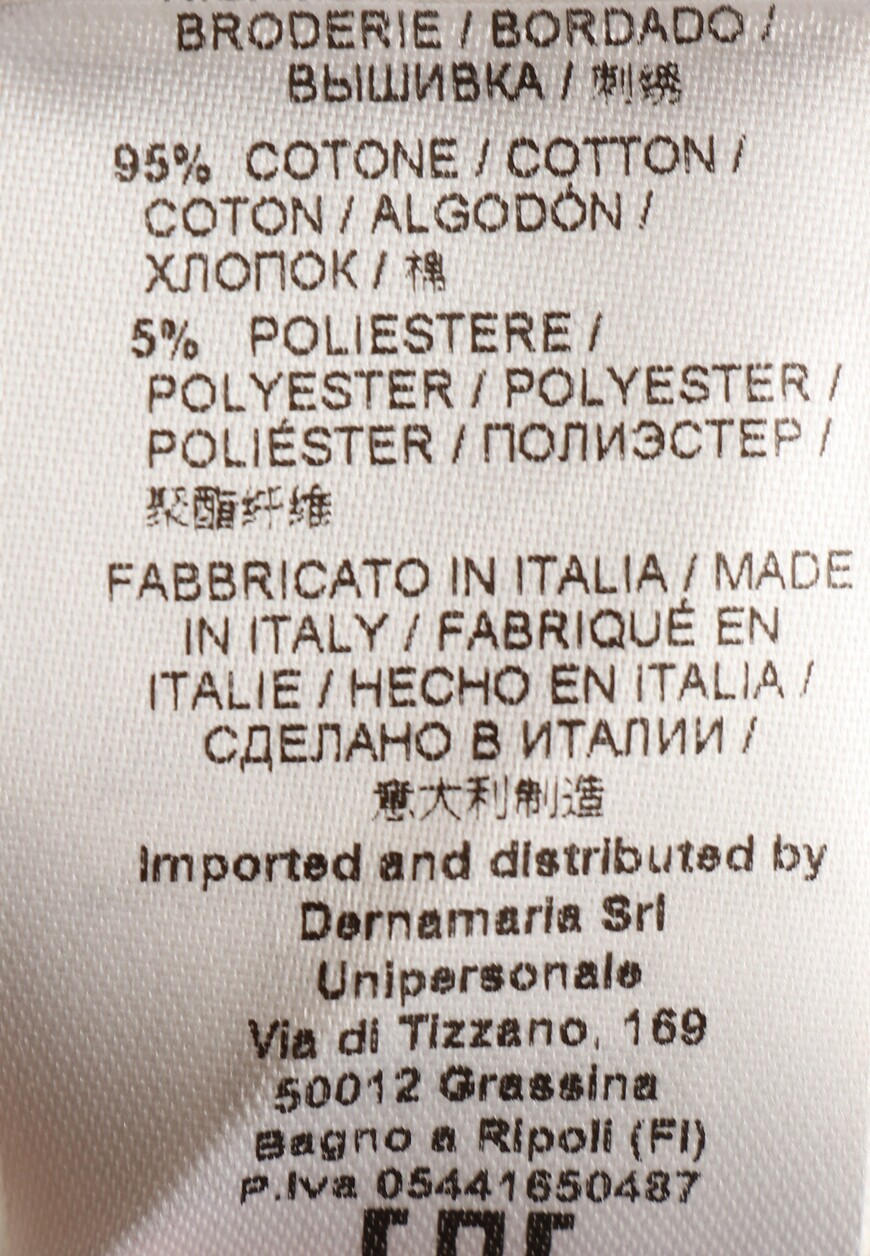 BRODERIE / BORDADO /
ВЫШИВКА / 刺绣
95% COTONE / COTTON /
COTON / ALGODÓN /
ХЛОПОК / 棉
5% POLIESTERE /
POLYESTER / POLYESTER /
POLIÉSTER / ПОЛИЭСТЕР /
聚酯纤维
FABBRICATO IN ITALIA / MADE
IN ITALY / FABRIQUÉ EN
ITALIE / HECHO EN ITALIA /
СДЕЛАНО В ИТАЛИИ /
意大利制造
Imported and distributed by
Dernamaria Srl
Unipersonale
Via di Tizzano, 169
50012 Grassina
Bagno a Ripoli (FI)
P.Iva 05441650487